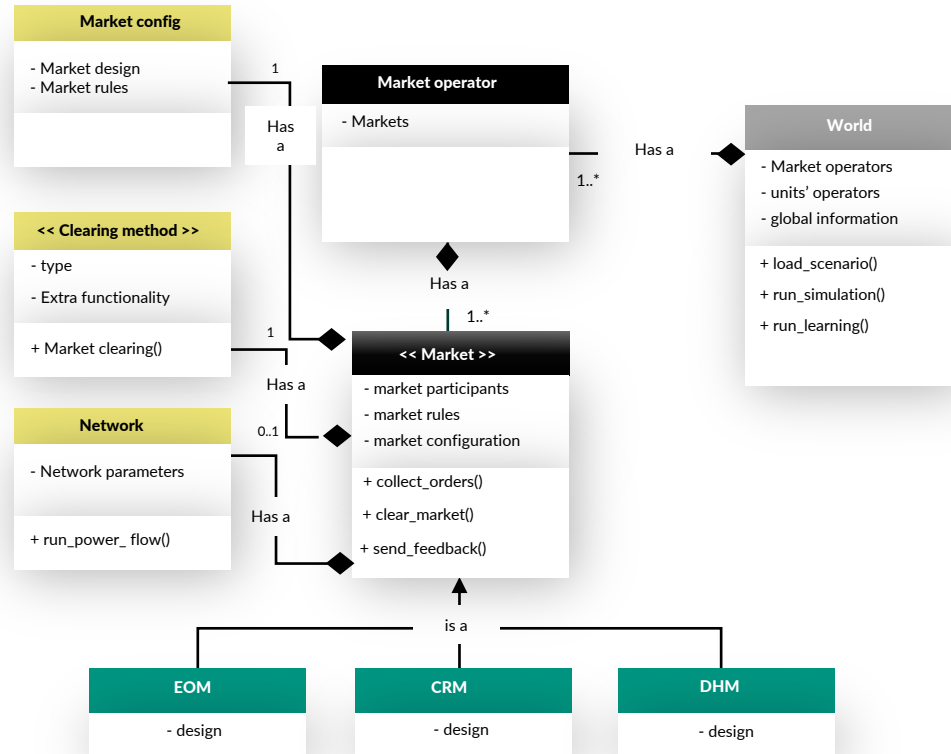 Market config
- Market design
- Market rules
1
Has
a
Market operator
- Markets
1..*
Has a
World
- Market operators
- units' operators
- global information
+ load_scenario()
+ run_simulation()
+ run_learning()
<< Clearing method >>
- type
- Extra functionality
+ Market clearing()
1
Has a
Has a
1..*
<< Market >>
- market participants
- market rules
- market configuration
+ collect_orders()
+ clear_market()
+ send_feedback()
Network
- Network parameters
+ run_power_ flow()
0..1
Has a
is a
EOM
- design
CRM
- design
DHM
- design